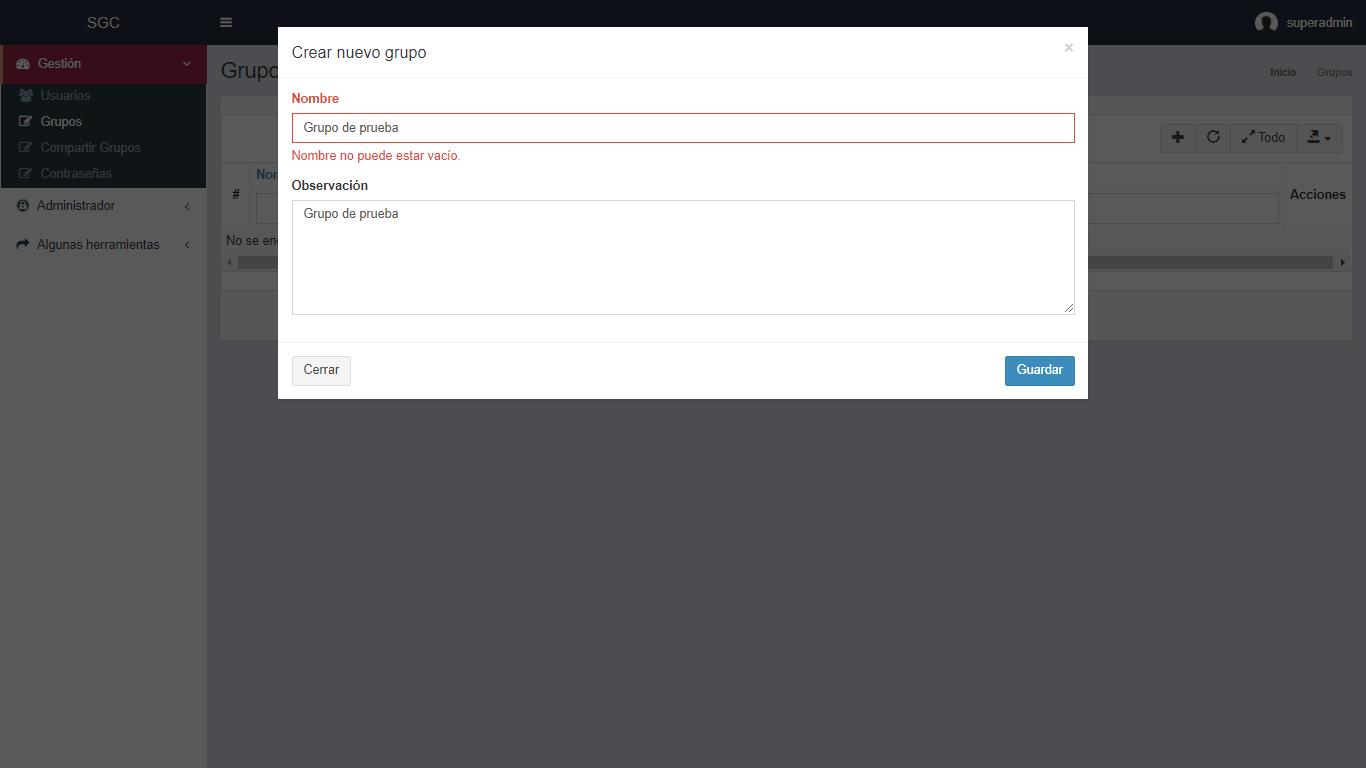 SGC
superadmin
Gestión
Usuarios
Grupos
Compartir Grupos
Contraseñas
Administrador
Algunas herramientas
Grupo
Inicio
Grupos
Todo
#
Nor
Acciones
No se en
Crear nuevo grupo
×
Nombre
Grupo de prueba
Nombre no puede estar vacío.
Observación
Grupo de prueba
Cerrar
Guardar